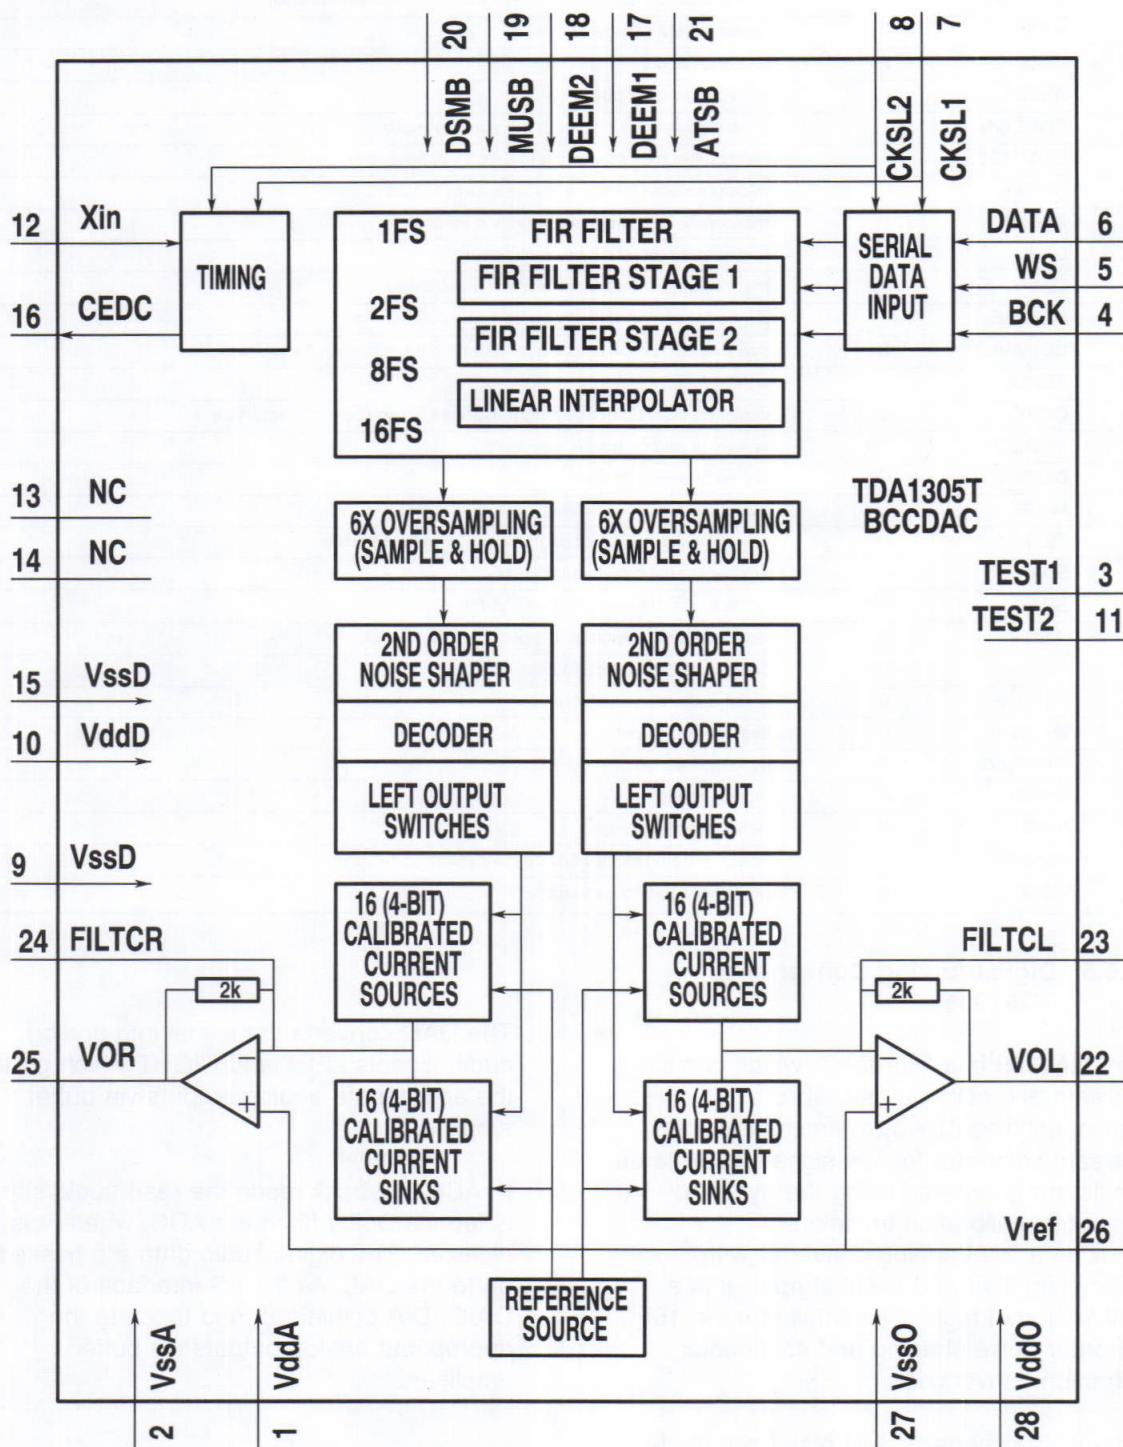 20 19 18 17 21 8 7
DSMB MUSB DEEM2 DEEM1 ATSB CKSL2 CKSL1
12 Xin
TIMING
16 CEDC
1FS FIR FILTER
FIR FILTER STAGE 1
2FS
FIR FILTER STAGE 2
8FS
LINEAR INTERPOLATOR
16FS
SERIAL
DATA
INPUT
DATA 6
WS 5
BCK 4
13 NC
14 NC
6X OVERSAMPLING
(SAMPLE & HOLD)
6X OVERSAMPLING
(SAMPLE & HOLD)
TDA1305T
BCCDAC
TEST1 3
TEST2 11
15 VssD
10 VddD
2ND ORDER
NOISE SHAPER
DECODER
LEFT OUTPUT
SWITCHES
2ND ORDER
NOISE SHAPER
DECODER
LEFT OUTPUT
SWITCHES
9 VssD
24 FILTCR
2k
25 VOR
+
16 (4-BIT)
CALIBRATED
CURRENT
SOURCES
16 (4-BIT)
CALIBRATED
CURRENT
SOURCES
FILTCL 23
2k
VOL 22
+
16 (4-BIT)
CALIBRATED
CURRENT
SINKS
16 (4-BIT)
CALIBRATED
CURRENT
SINKS
Vref 26
REFERENCE
SOURCE
VssA VddA VssO VddO
2 1 27 28